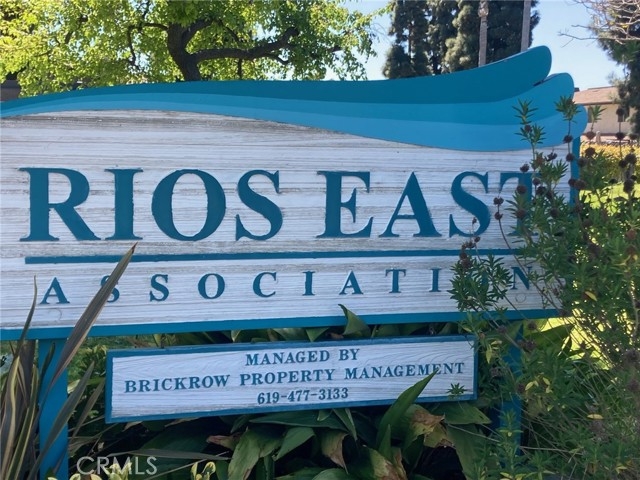 RIOS EAST
ASSOCIATION
MANAGED BY
BRICKROW PROPERTY MANAGEMENT
619-477-3133
CRMLS